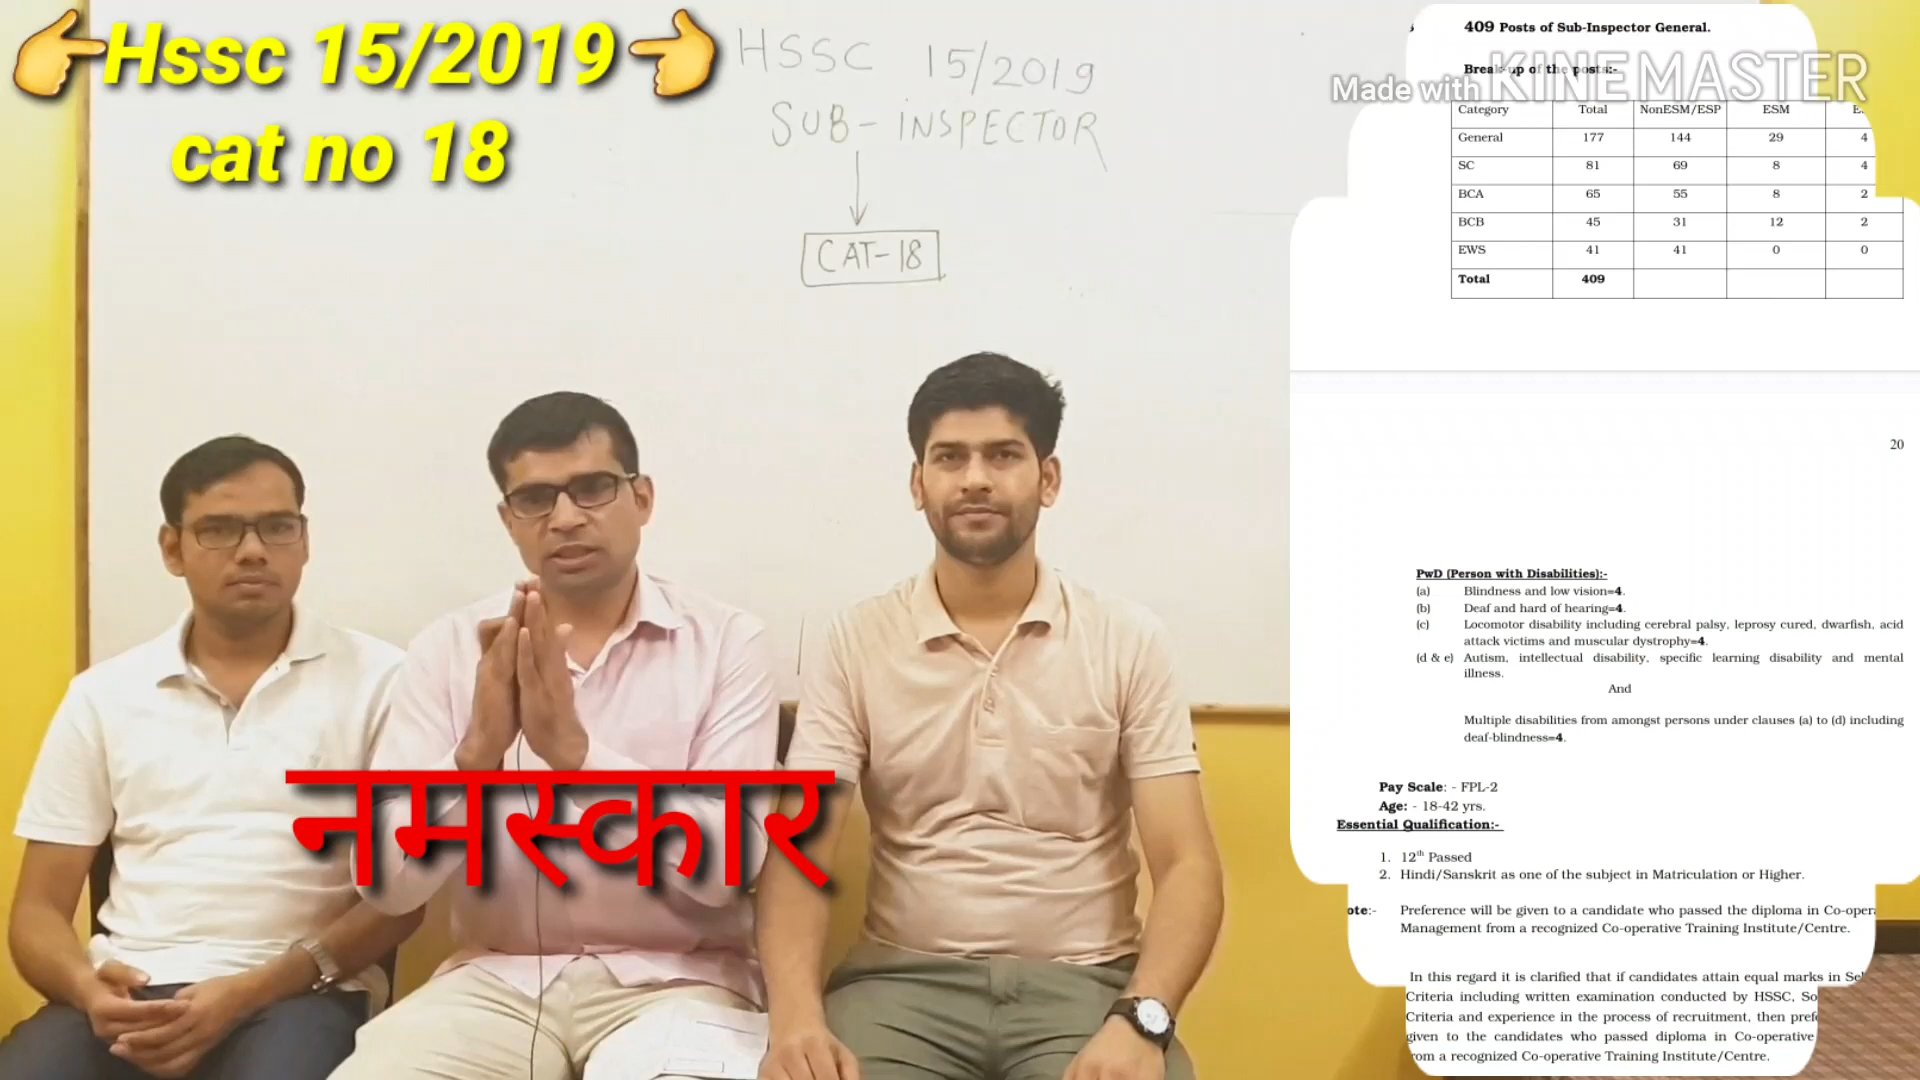 Hssc 15/2019
cat no 18
HSSC 15/2019
SUB-INSPECTOR
CAT-18
नमस्कार
Made with KINEMASTER
409 Posts of Sub-Inspector General.
Break-up of the posts:-
Category Total NonESM/ESP ESM
General 177 144 29 4
SC 81 69 8 4
BCA 65 55 8 2
BCB 45 31 12 2
EWS 41 41 0 0
Total 409
20
PwD (Person with Disabilities):-
(a) Blindness and low vision=4.
(b) Deaf and hard of hearing=4.
(c) Locomotor disability including cerebral palsy, leprosy cured, dwarfish, acid
attack victims and muscular dystrophy=4.
(d & e) Autism, intellectual disability, specific learning disability and mental
illness.
And
Multiple disabilities from amongst persons under clauses (a) to (d) including
deaf-blindness=4.
Pay Scale: - FPL-2
Age: - 18-42 yrs.
Essential Qualification:-
1. 12th Passed
2. Hindi/Sanskrit as one of the subject in Matriculation or Higher.
ote:- Preference will be given to a candidate who passed the diploma in Co-oper
Management from a recognized Co-operative Training Institute/Centre.
In this regard it is clarified that if candidates attain equal marks in Se
Criteria including written examination conducted by HSSC, So
Criteria and experience in the process of recruitment, then pref
given to the candidates who passed diploma in Co-operative
rom a recognized Co-operative Training Institute/Centre.